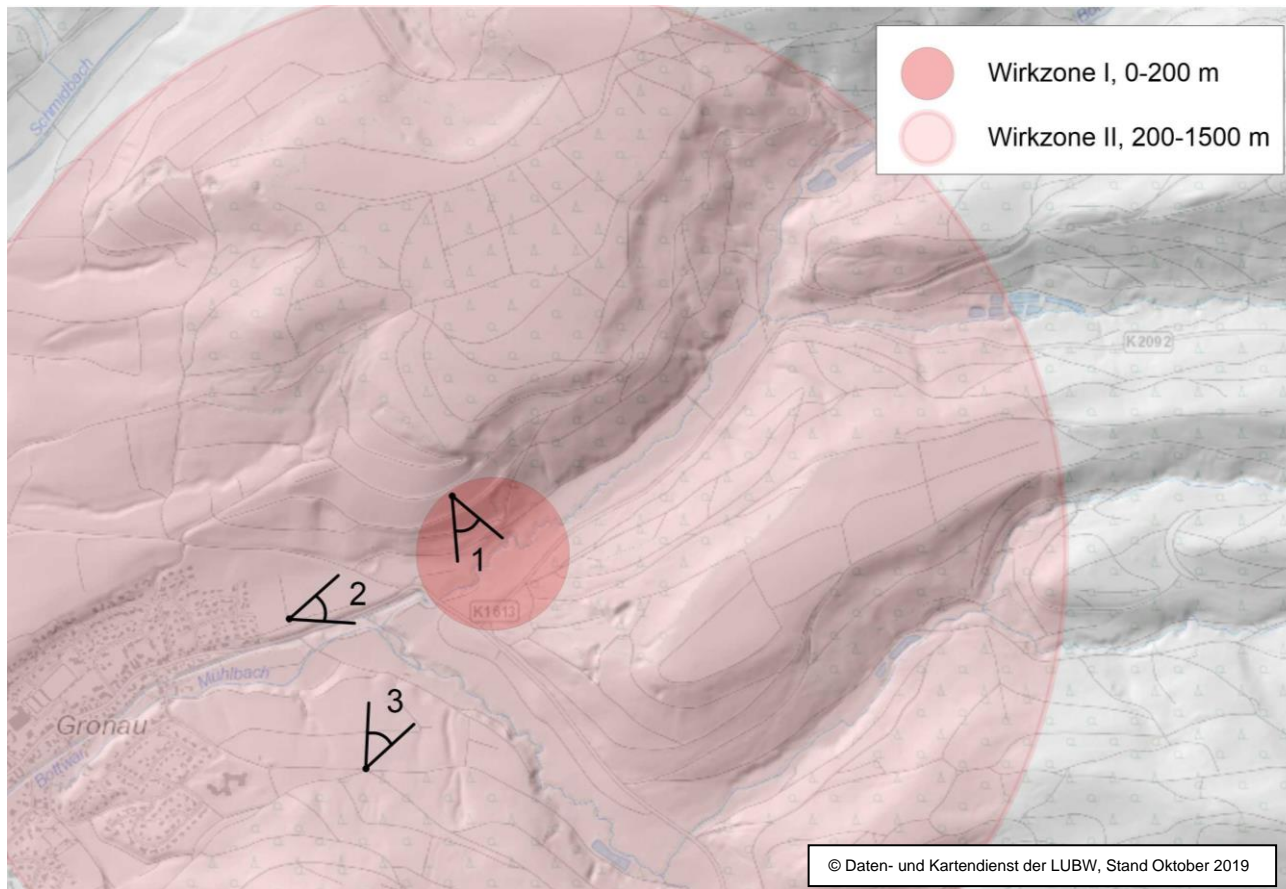 Schmidbach
Wirkzone I, 0-200 m
Wirkzone II, 200-1500 m
K2092
1
2
K1613
Mühlbach
3
Gronau
Bottwar
© Daten- und Kartendienst der LUBW, Stand Oktober 2019